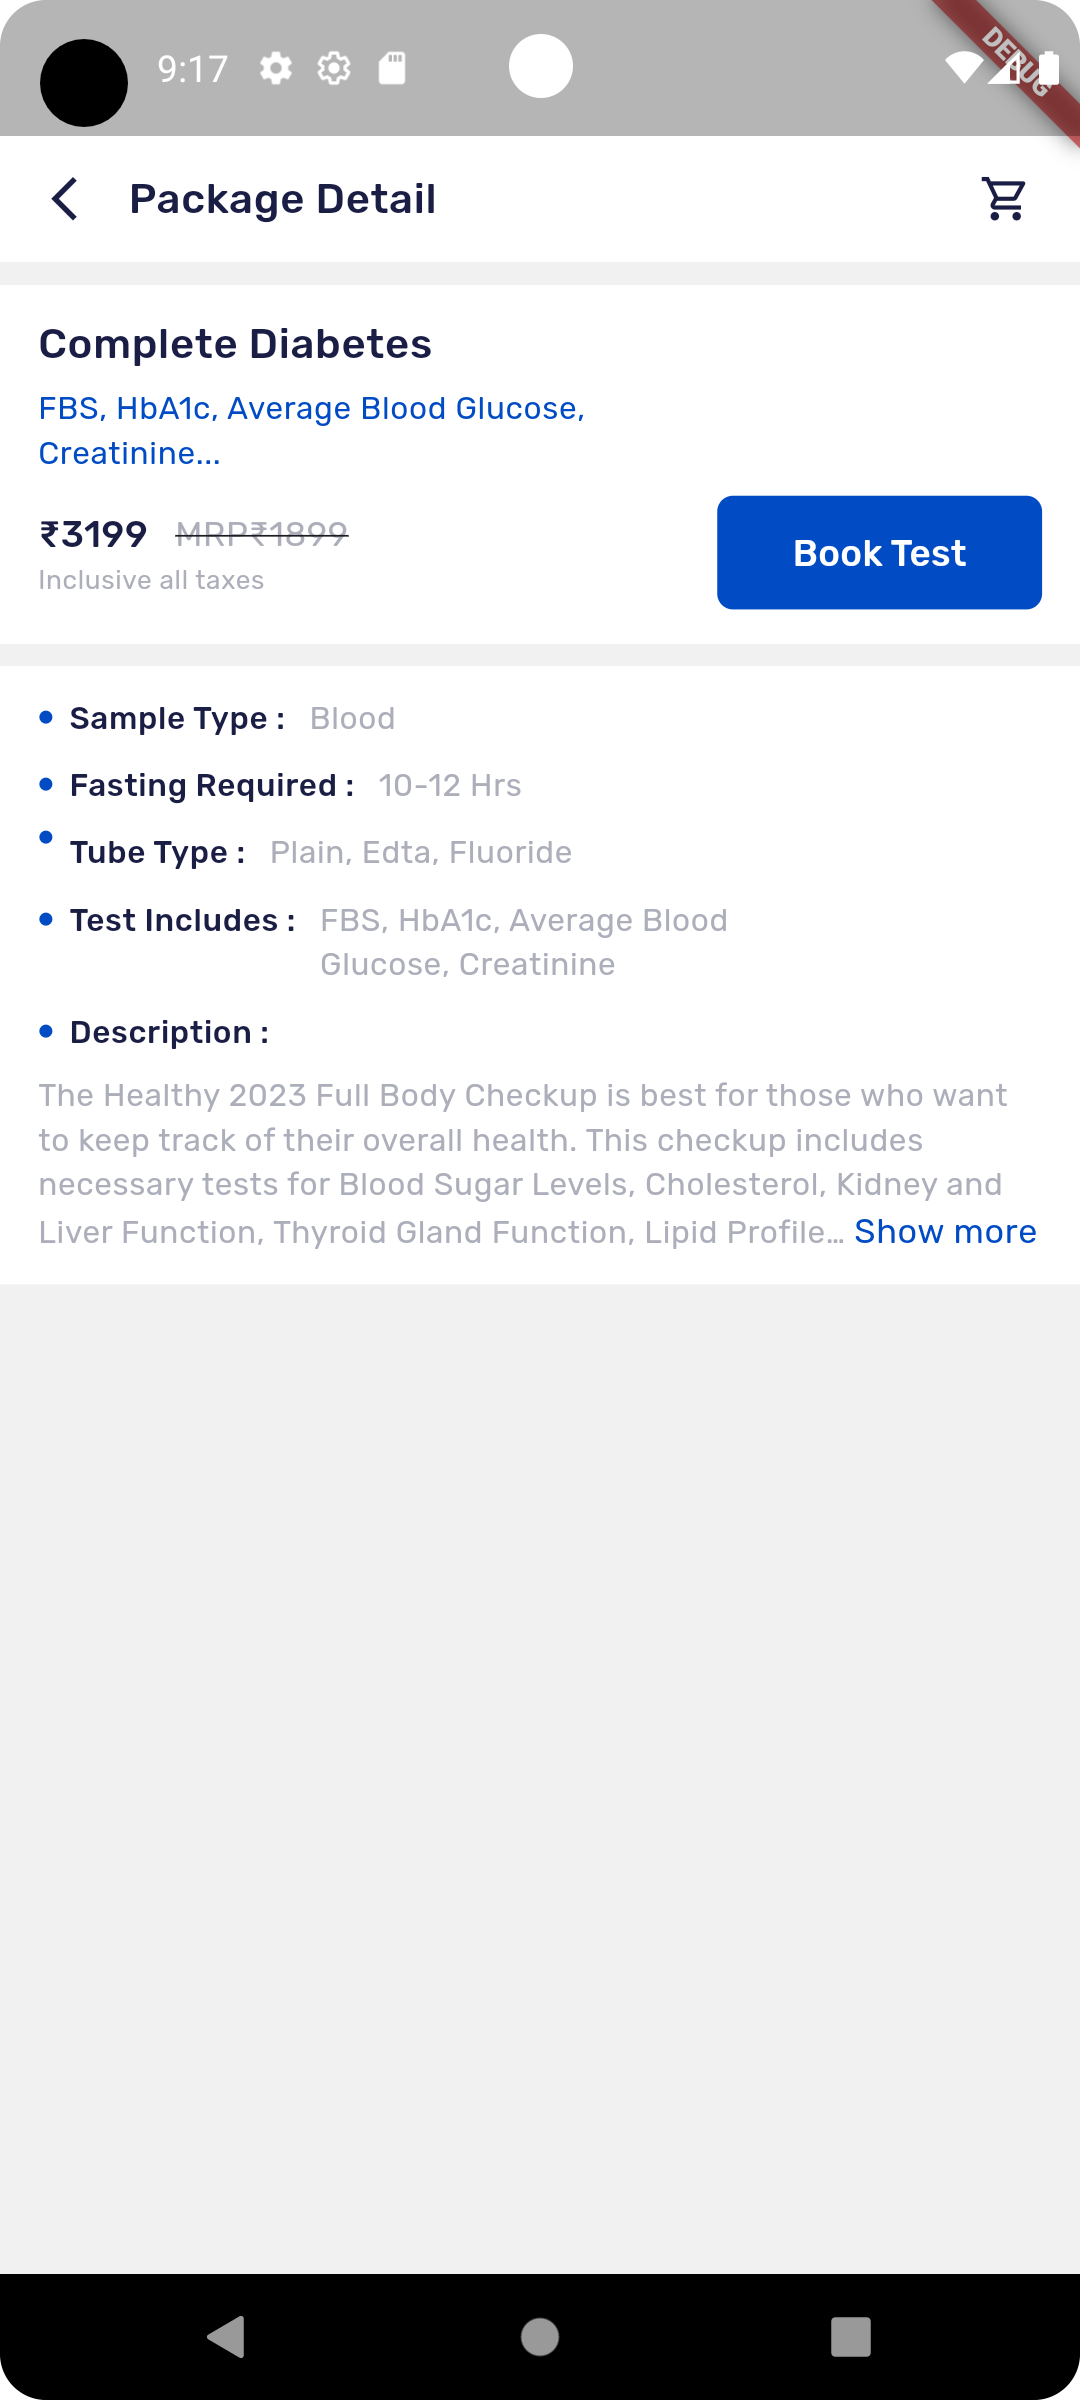 9:17
DEBUG
Package Detail
Complete Diabetes
FBS, HbA1c, Average Blood Glucose,
Creatinine...
₹3199 MRP₹1899
Book Test
Inclusive all taxes
Sample Type : Blood
Fasting Required : 10-12 Hrs
Tube Type : Plain, Edta, Fluoride
Test Includes : FBS, HbA1c, Average Blood
Glucose, Creatinine
Description :
The Healthy 2023 Full Body Checkup is best for those who want
to keep track of their overall health. This checkup includes
necessary tests for Blood Sugar Levels, Cholesterol, Kidney and
Liver Function, Thyroid Gland Function, Lipid Profile... Show more